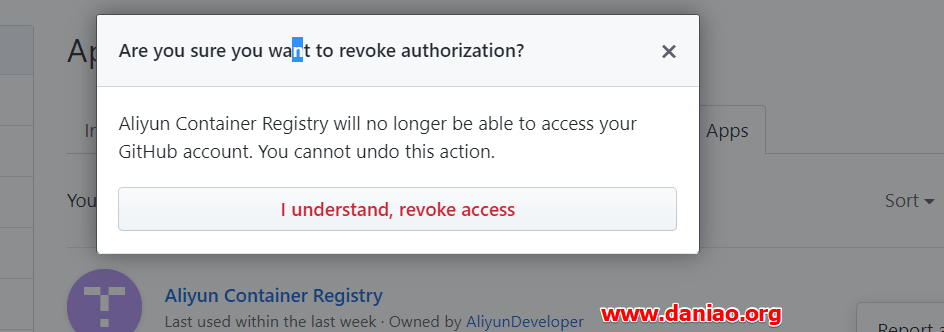 Ap
Are you sure you want to revoke authorization?
Aliyun Container Registry will no longer be able to access your
GitHub account. You cannot undo this action.
I understand, revoke access
In
Apps
You
Sort
Aliyun Container Registry
Last used within the last week · Owned by AliyunDeveloper
www.daniao.org
Report